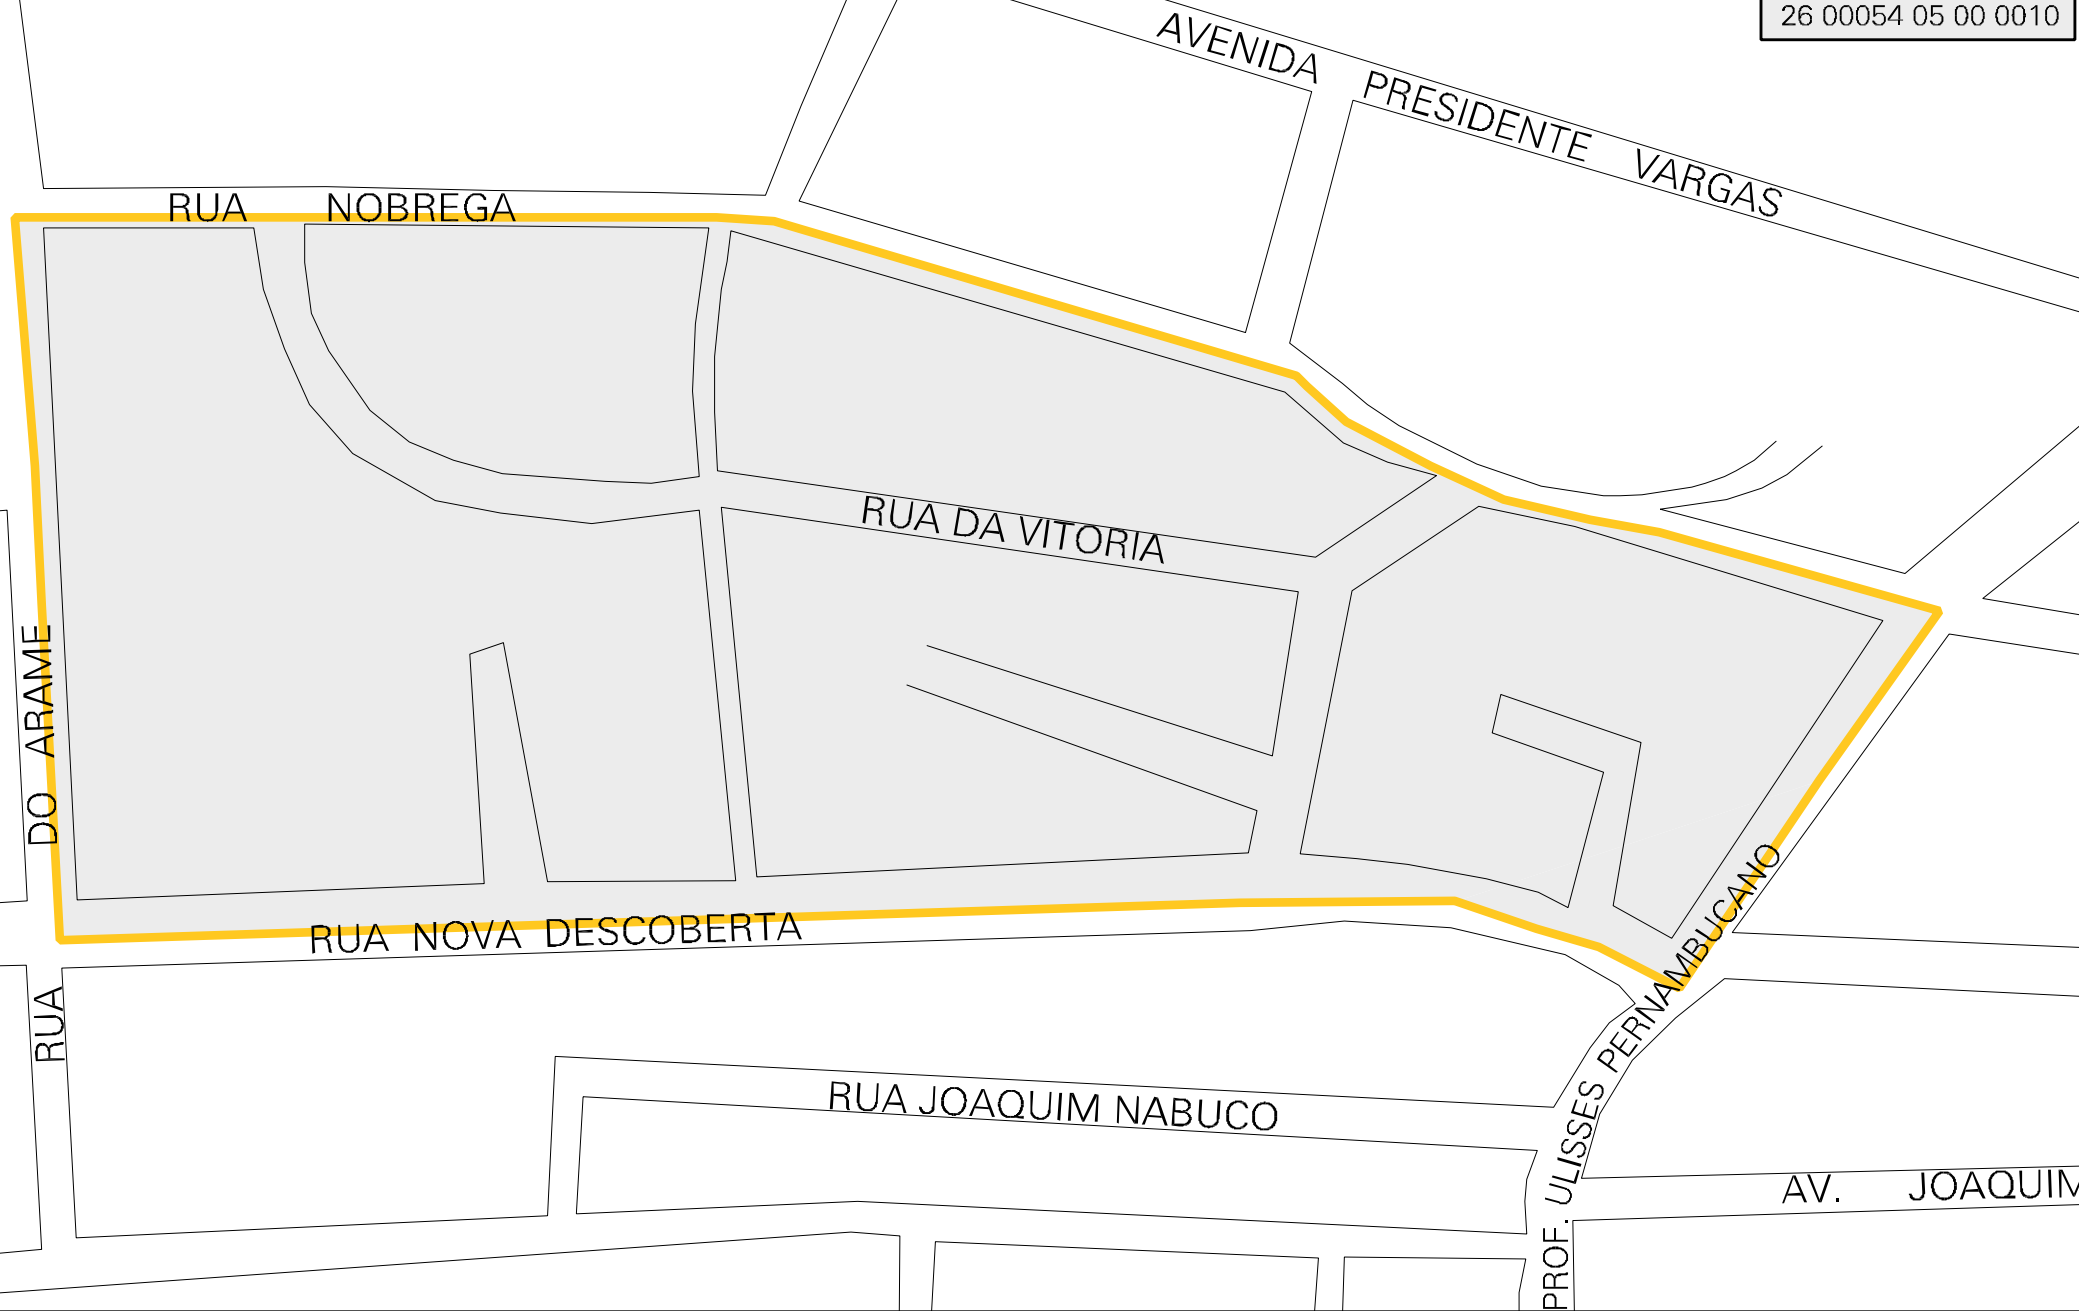 26 00054 05 00 0010
AVENIDA PRESIDENTE VARGAS
RUA NOBREGA
RUA DA VITORIA
RUA DO ARAME
RUA NOVA DESCOBERTA
PROF. ULISSES PERNAMBUCANO
RUA JOAQUIM NABUCO
AV. JOAQUIM